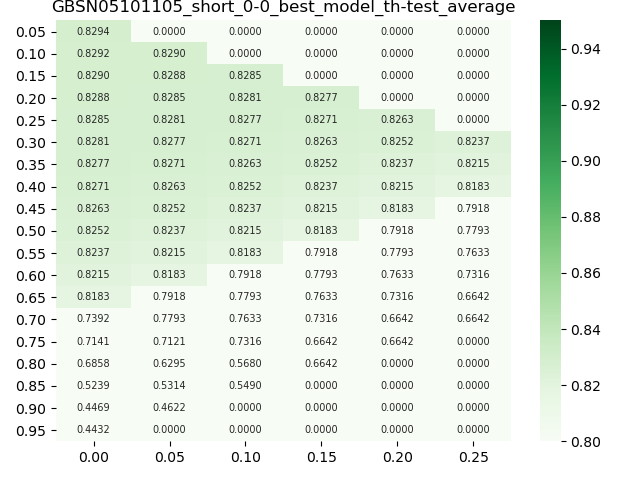 GBSN05101105_short_0-0_best_model_th-test_average
0.05 0.8294 0.0000 0.0000 0.0000 0.0000 0.0000
0.10 0.8292 0.8290 0.0000 0.0000 0.0000 0.0000
0.15 0.8290 0.8288 0.8285 0.0000 0.0000 0.0000
0.20 0.8288 0.8285 0.8281 0.8277 0.0000 0.0000
0.25 0.8285 0.8281 0.8277 0.8271 0.8263 0.0000
0.30 0.8281 0.8277 0.8271 0.8263 0.8252 0.8237
0.35 0.8277 0.8271 0.8263 0.8252 0.8237 0.8215
0.40 0.8271 0.8263 0.8252 0.8237 0.8215 0.8183
0.45 0.8263 0.8252 0.8237 0.8215 0.8183 0.7918
0.50 0.8252 0.8237 0.8215 0.8183 0.7918 0.7793
0.55 0.8237 0.8215 0.8183 0.7918 0.7793 0.7633
0.60 0.8215 0.8183 0.7918 0.7793 0.7633 0.7316
0.65 0.8183 0.7918 0.7793 0.7633 0.7316 0.6642
0.70 0.7392 0.7793 0.7633 0.7316 0.6642 0.6642
0.75 0.7141 0.7121 0.7316 0.6642 0.6642 0.0000
0.80 0.6858 0.6295 0.5680 0.6642 0.0000 0.0000
0.85 0.5239 0.5314 0.5490 0.0000 0.0000 0.0000
0.90 0.4469 0.4622 0.0000 0.0000 0.0000 0.0000
0.95 0.4432 0.0000 0.0000 0.0000 0.0000 0.0000
0.00 0.05 0.10 0.15 0.20 0.25
0.94
0.92
0.90
0.88
0.86
0.84
0.82
0.80